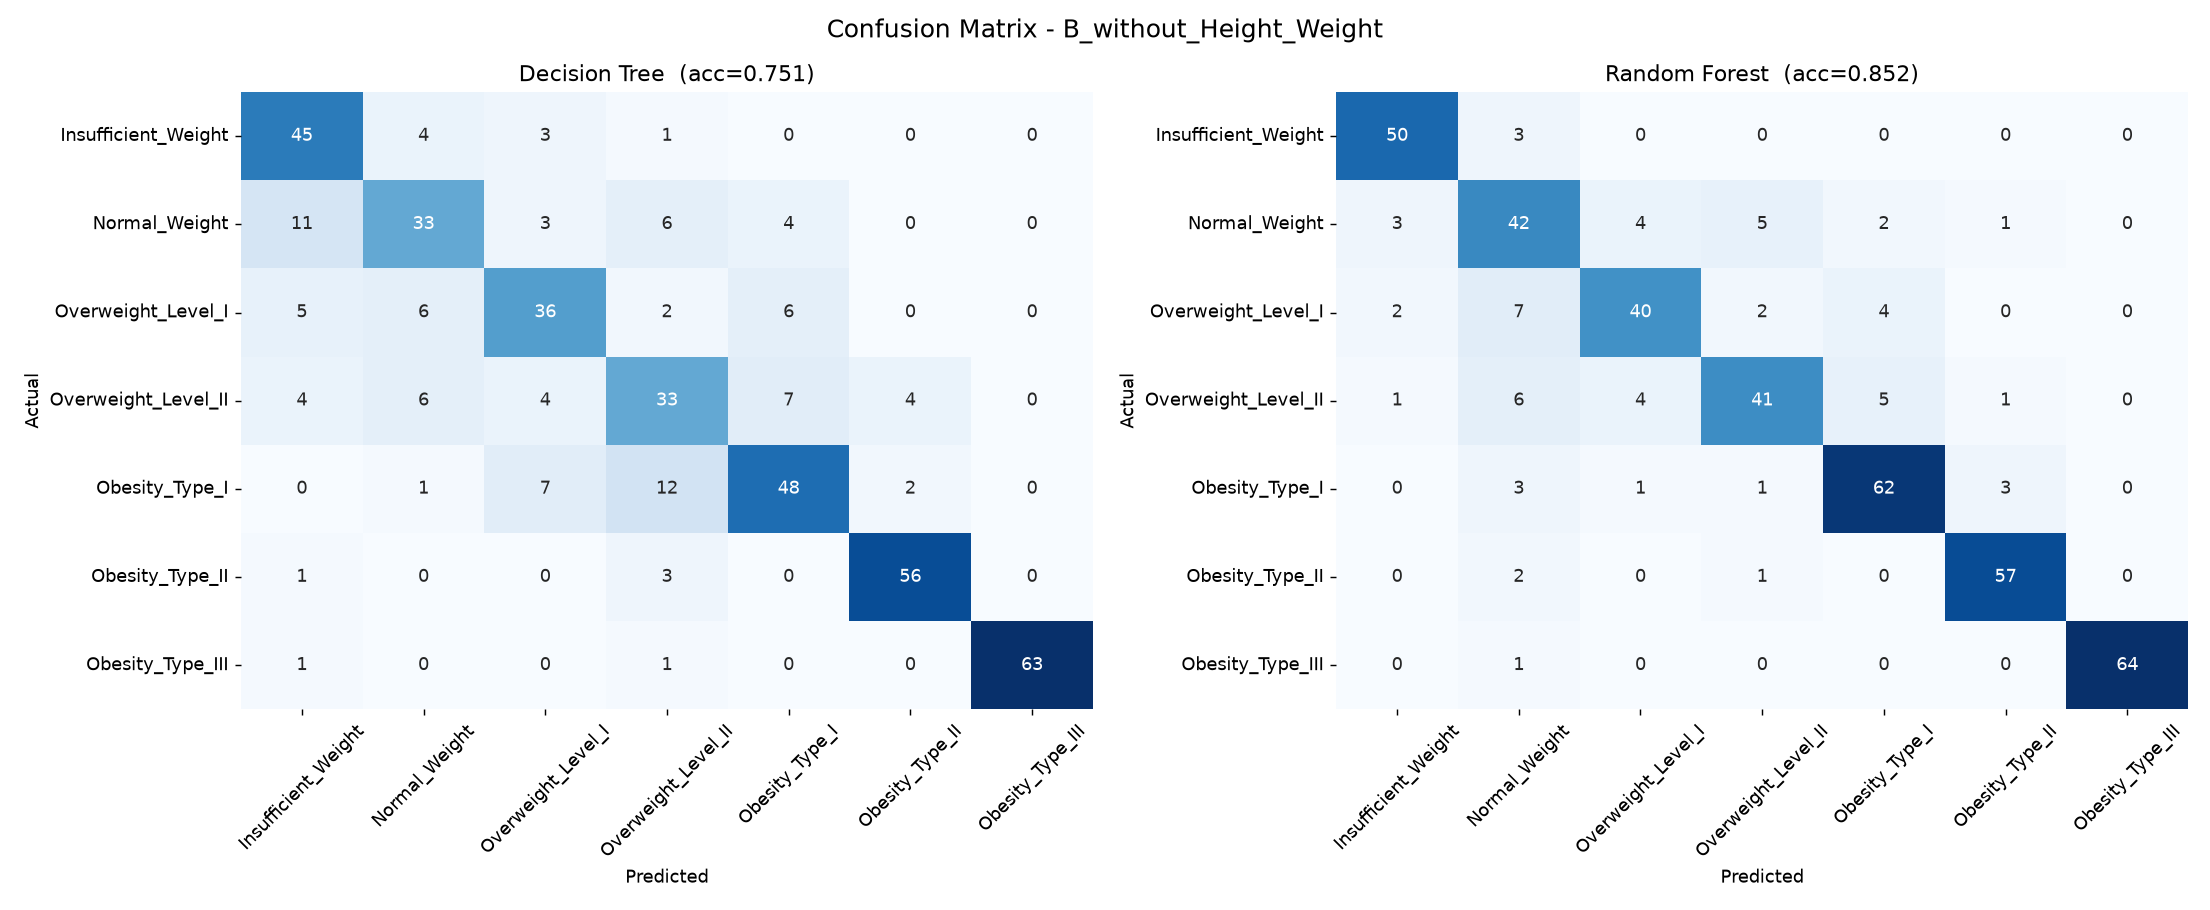 Confusion Matrix - B_without_Height_Weight
Decision Tree  (acc=0.751)
Actual
Insufficient_Weight 45 4 3 1 0 0 0
Normal_Weight 11 33 3 6 4 0 0
Overweight_Level_I 5 6 36 2 6 0 0
Overweight_Level_II 4 6 4 33 7 4 0
Obesity_Type_I 0 1 7 12 48 2 0
Obesity_Type_II 1 0 0 3 0 56 0
Obesity_Type_III 1 0 0 1 0 0 63
Insufficient_Weight
Normal_Weight
Overweight_Level_I
Overweight_Level_II
Obesity_Type_I
Obesity_Type_II
Obesity_Type_III
Predicted
Random Forest  (acc=0.852)
Actual
Insufficient_Weight 50 3 0 0 0 0 0
Normal_Weight 3 42 4 5 2 1 0
Overweight_Level_I 2 7 40 2 4 0 0
Overweight_Level_II 1 6 4 41 5 1 0
Obesity_Type_I 0 3 1 1 62 3 0
Obesity_Type_II 0 2 0 1 0 57 0
Obesity_Type_III 0 1 0 0 0 0 64
Insufficient_Weight
Normal_Weight
Overweight_Level_I
Overweight_Level_II
Obesity_Type_I
Obesity_Type_II
Obesity_Type_III
Predicted